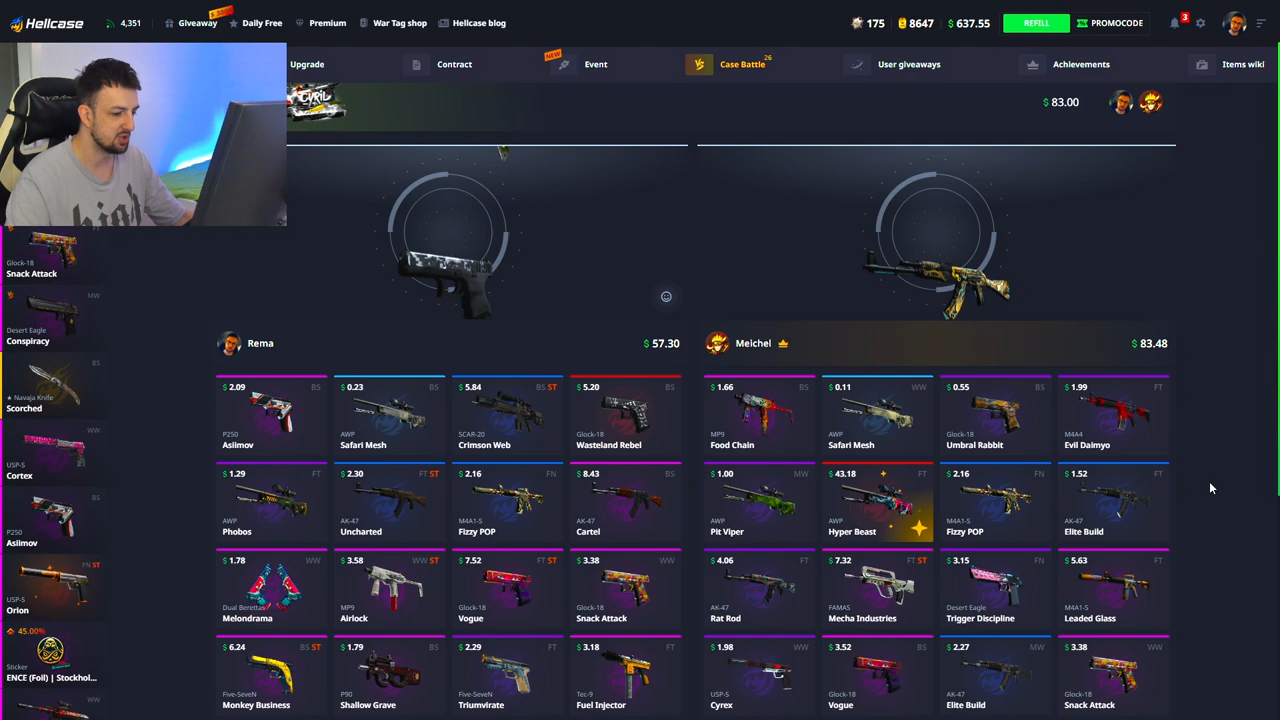 Hellcase
4,351
Giveaway
Daily Free
Premium
War Tag shop
Hellcase blog
175
8647
$ 637.55
REFILL
PROMOCODE
3
Upgrade
Contract
NEW
Event
Case Battle 26
User giveaways
Achievements
Items wiki
CYRIL
$ 83.00
FT
Glock-18
Snack Attack
MW
Desert Eagle
Conspiracy
BS
★ Navaja Knife
Scorched
WW
USP-S
Cortex
BS
P250
Asiimov
FN ST
USP-S
Orion
45.00%
Sticker
ENCE (Foil) | Stockhol...
WW
Rema
$ 57.30
Meichel
$ 83.48
$ 2.09 BS
P250
Asiimov
$ 0.23 BS
AWP
Safari Mesh
$ 5.84 BS ST
SCAR-20
Crimson Web
$ 5.20 BS
Glock-18
Wasteland Rebel
$ 1.66 BS
MP9
Food Chain
$ 0.11 WW
AWP
Safari Mesh
$ 0.55 BS
Glock-18
Umbral Rabbit
$ 1.99 FT
M4A4
Evil Daimyo
$ 1.29 FT
AWP
Phobos
$ 2.30 FT ST
AK-47
Uncharted
$ 2.16 FN
M4A1-S
Fizzy POP
$ 8.43 BS
AK-47
Cartel
$ 1.00 MW
AWP
Pit Viper
$ 43.18 FT
AWP
Hyper Beast
$ 2.16 FN
M4A1-S
Fizzy POP
$ 1.52 FT
AK-47
Elite Build
$ 1.78 WW
Dual Berettas
Melondrama
$ 3.58 WW ST
MP9
Airlock
$ 7.52 FT ST
Glock-18
Vogue
$ 3.38 WW
Glock-18
Snack Attack
$ 4.06 FT
AK-47
Rat Rod
$ 7.32 FT ST
FAMAS
Mecha Industries
$ 3.15 FN
Desert Eagle
Trigger Discipline
$ 5.63 FT
M4A1-S
Leaded Glass
$ 6.24 BS ST
Five-SeveN
Monkey Business
$ 1.79 BS
P90
Shallow Grave
$ 2.29 FT
Five-SeveN
Triumvirate
$ 3.18 FT
Tec-9
Fuel Injector
$ 1.98 WW
USP-S
Cyrex
$ 3.52 BS
Glock-18
Vogue
$ 2.27 MW
AK-47
Elite Build
$ 3.38 WW
Glock-18
Snack Attack